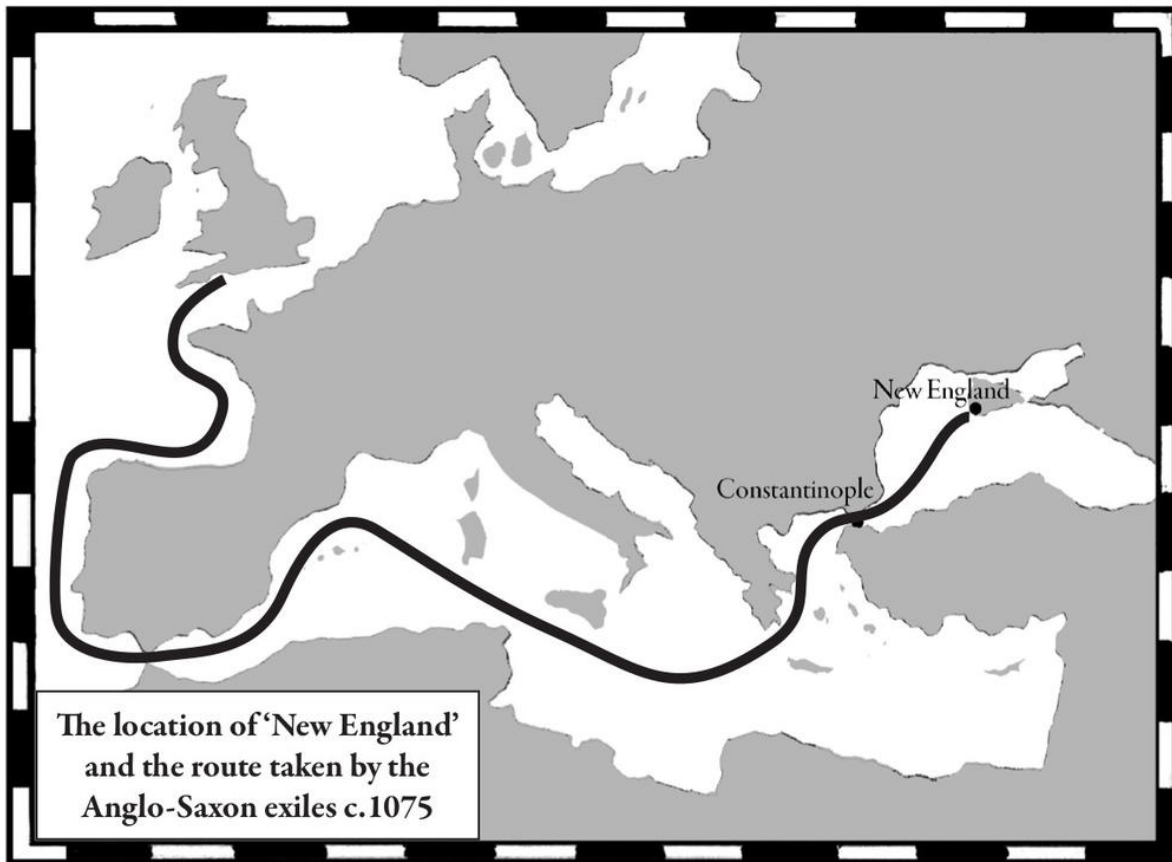 New England
Constantinople
The location of ‘New England’
and the route taken by the
Anglo-Saxon exiles c.1075